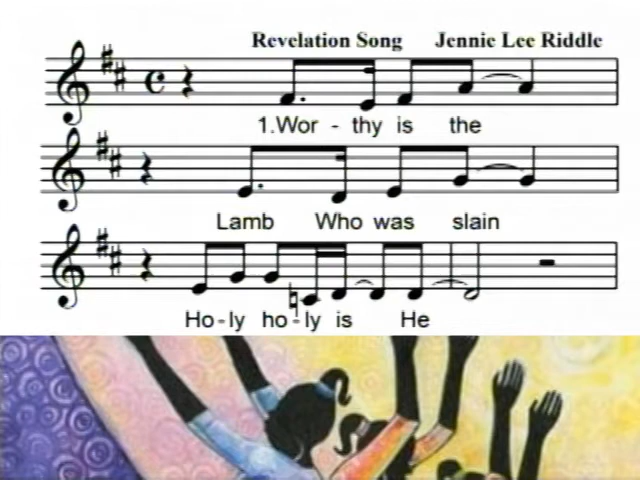 Revelation Song Jennie Lee Riddle
1.Wor - thy is the
Lamb Who was slain
Ho - ly ho - ly is He